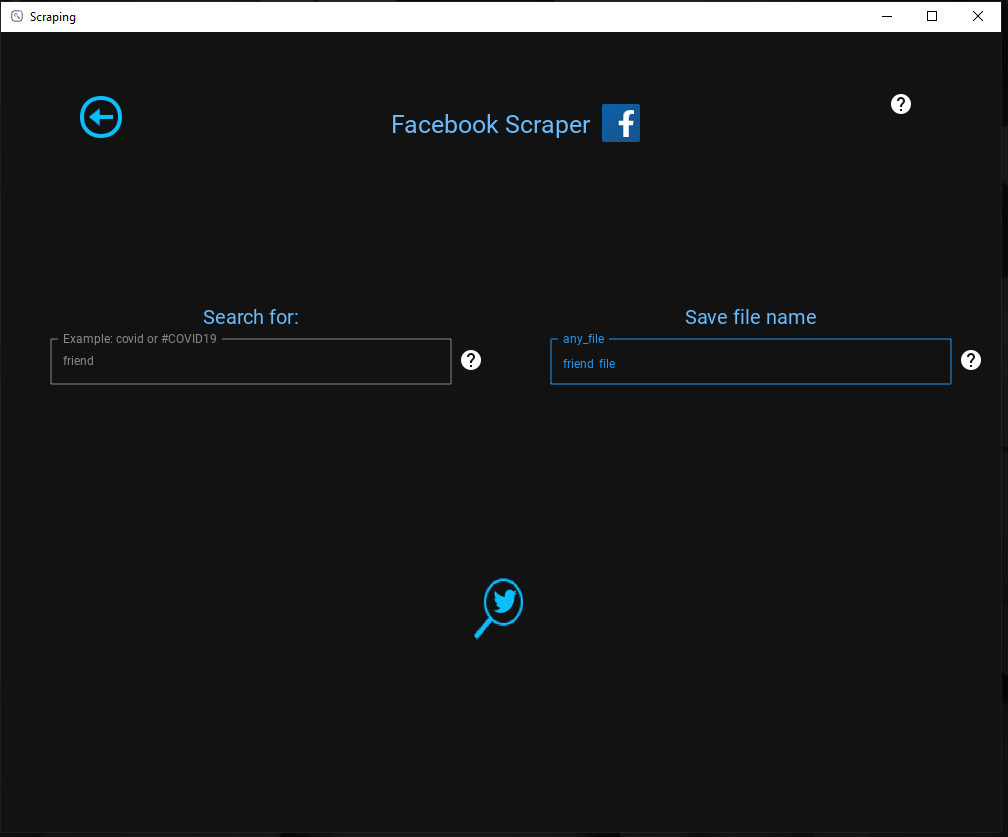 Scraping
Facebook Scraper
Search for:
Save file name
Example: covid or #COVID19
any_file
friend
friend file